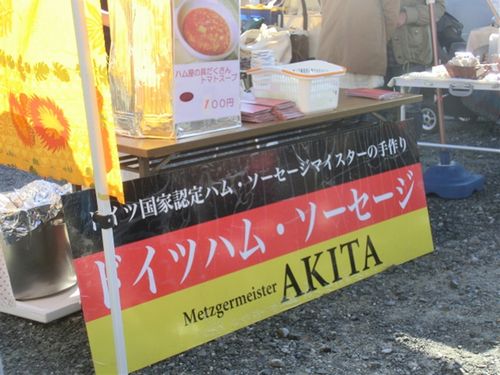 ハム屋の具だくさん
トマトスープ
100円
ドイツ国家認定ハム・ソーセージマイスターの手作り
ドイツハム・ソーセージ
Metzgermeister AKITA